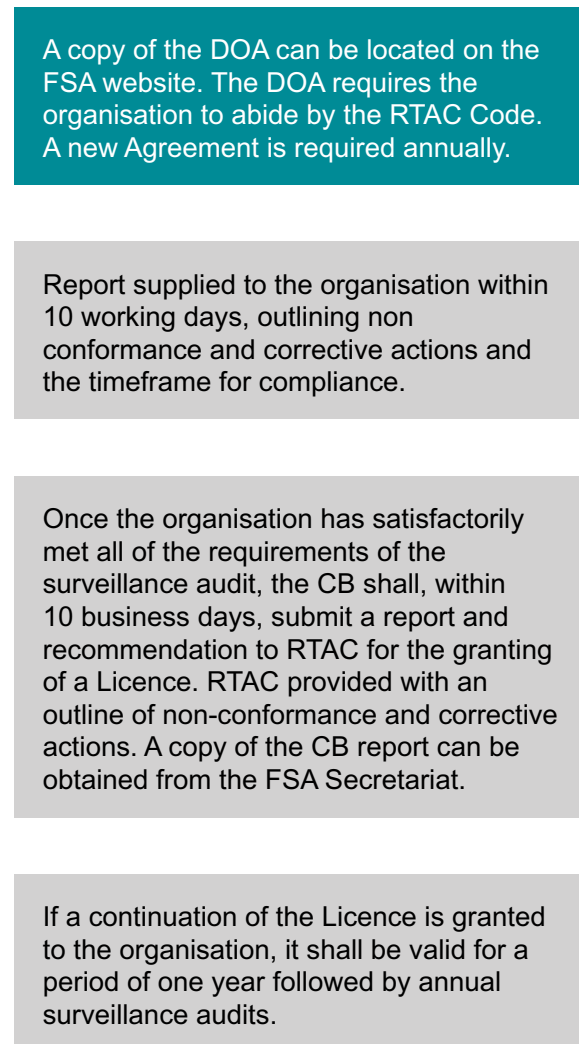 A copy of the DOA can be located on the
FSA website. The DOA requires the
organisation to abide by the RTAC Code.
A new Agreement is required annually.
Report supplied to the organisation within
10 working days, outlining non
conformance and corrective actions and
the timeframe for compliance.
Once the organisation has satisfactorily
met all of the requirements of the
surveillance audit, the CB shall, within
10 business days, submit a report and
recommendation to RTAC for the granting
of a Licence. RTAC provided with an
outline of non-conformance and corrective
actions. A copy of the CB report can be
obtained from the FSA Secretariat.
If a continuation of the Licence is granted
to the organisation, it shall be valid for a
period of one year followed by annual
surveillance audits.